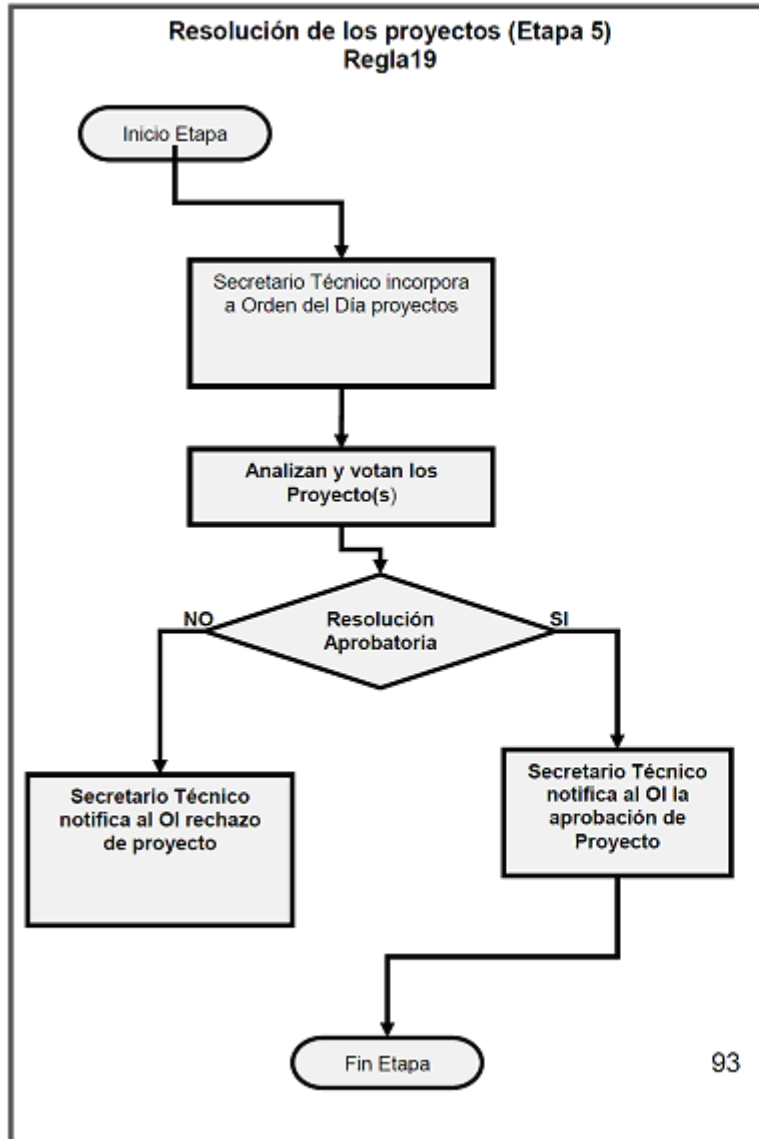 Resolución de los proyectos (Etapa 5)
Regla19
Inicio Etapa
Secretario Técnico incorpora
a Orden del Día proyectos
Analizan y votan los
Proyecto(s)
Resolución
Aprobatoria
NO
SI
Secretario Técnico
notifica al OI rechazo
de proyecto
Secretario Técnico
notifica al OI la
aprobación de
Proyecto
Fin Etapa
93